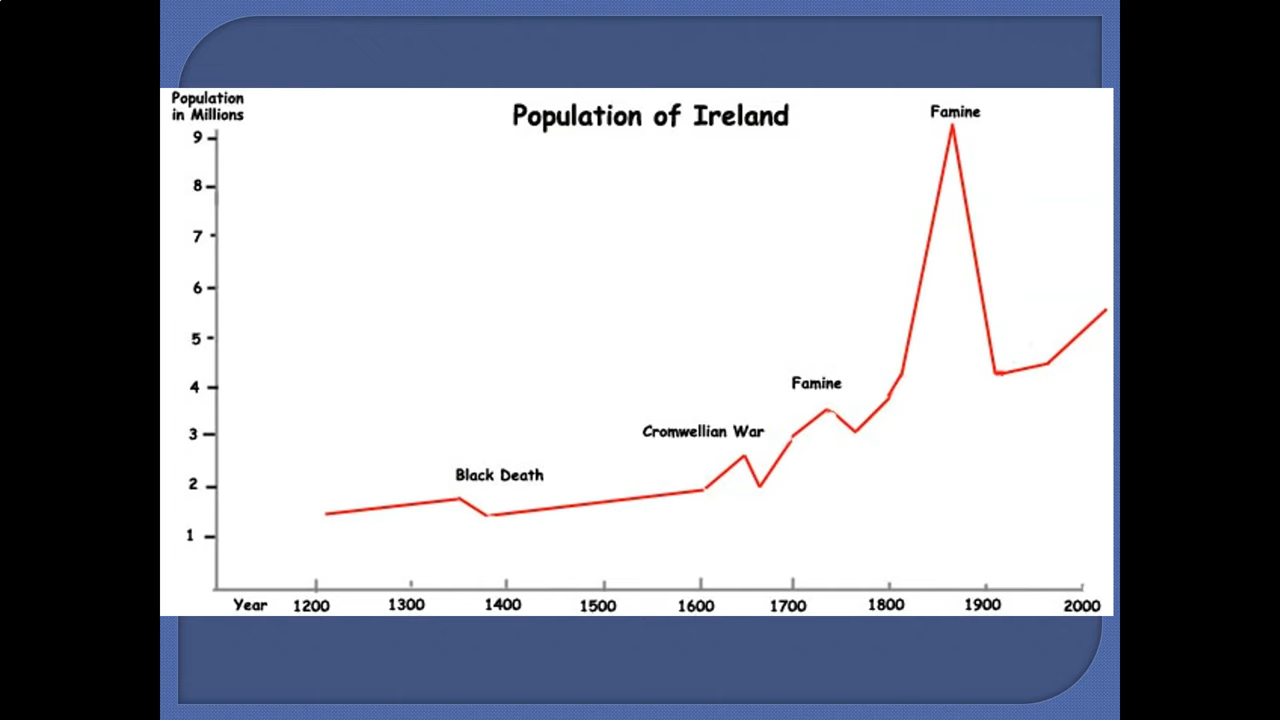 Population
in Millions
Population of Ireland
Famine
9
8
7
6
5
4
Famine
3
Cromwellian War
2
Black Death
1
Year 1200 1300 1400 1500 1600 1700 1800 1900 2000